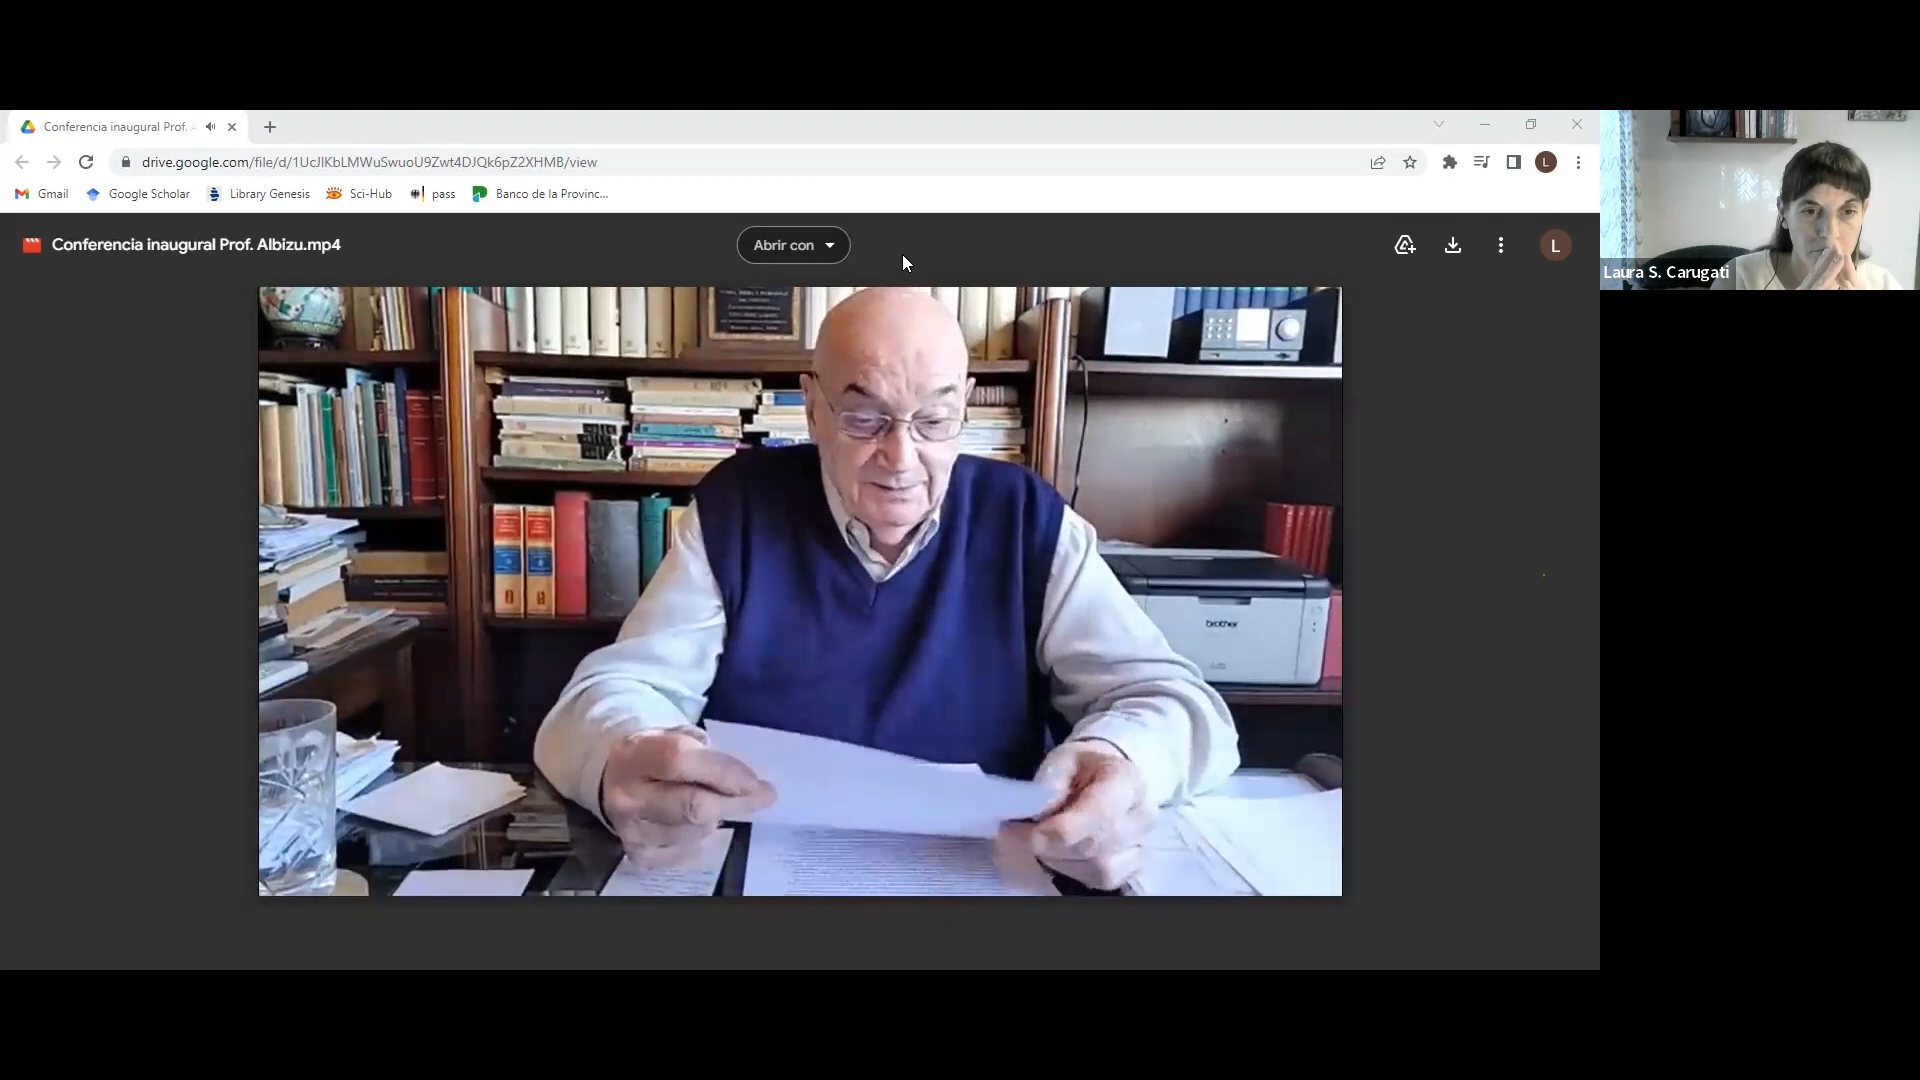 Conferencia inaugural Prof. A
drive.google.com/file/d/1UcJIKbLMWuSwuoU9Zwt4DJQk6pZ2XHMB/view
L
Gmail
Google Scholar
Library Genesis
Sci-Hub
pass
Banco de la Provinc...
Conferencia inaugural Prof. Albizu.mp4
Abrir con
L
Laura S. Carugati
brother